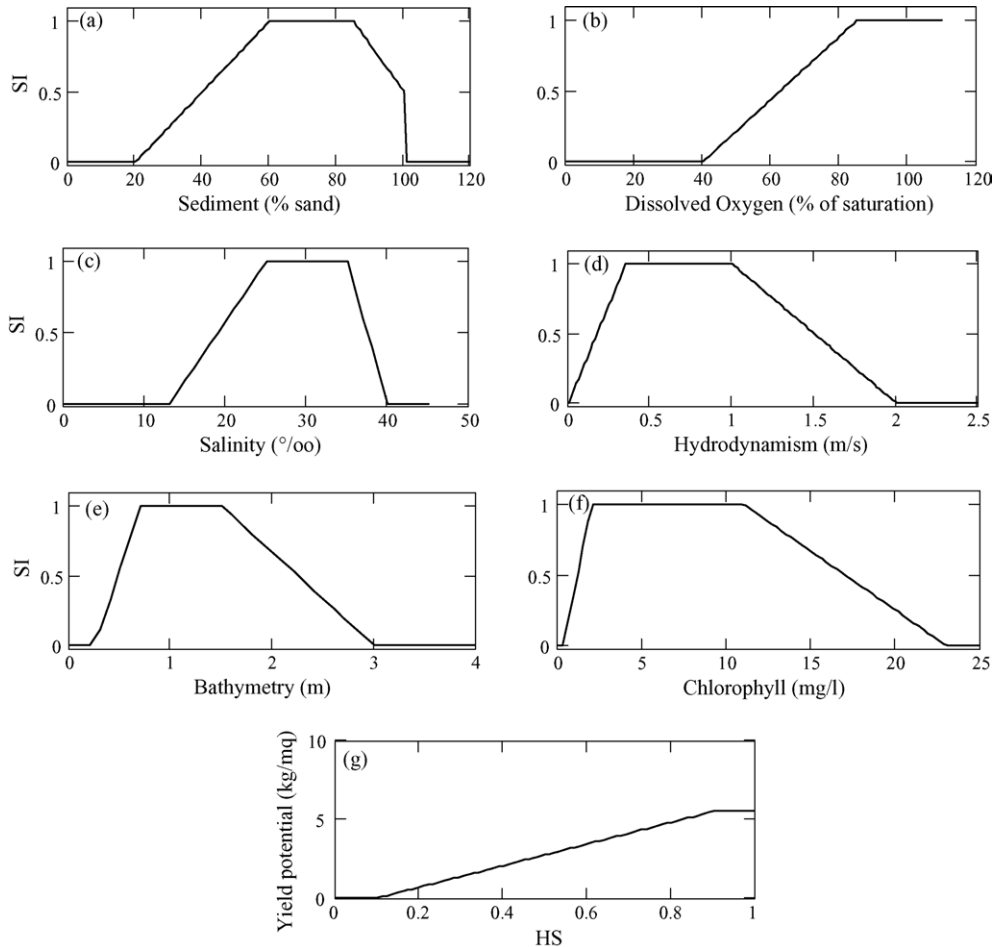 (a)
1
0.5
0
SI
0 20 40 60 80 100 120
Sediment (% sand)
(b)
1
0.5
0
0 20 40 60 80 100 120
Dissolved Oxygen (% of saturation)
(c)
1
0.5
0
SI
0 10 20 30 40 50
Salinity (°/oo)
(d)
1
0.5
0
0 0.5 1 1.5 2 2.5
Hydrodynamism (m/s)
(e)
1
0.5
0
SI
0 1 2 3 4
Bathymetry (m)
(f)
1
0.5
0
0 5 10 15 20 25
Chlorophyll (mg/l)
(g)
10
5
0
Yield potential (kg/mq)
0 0.2 0.4 0.6 0.8 1
HS